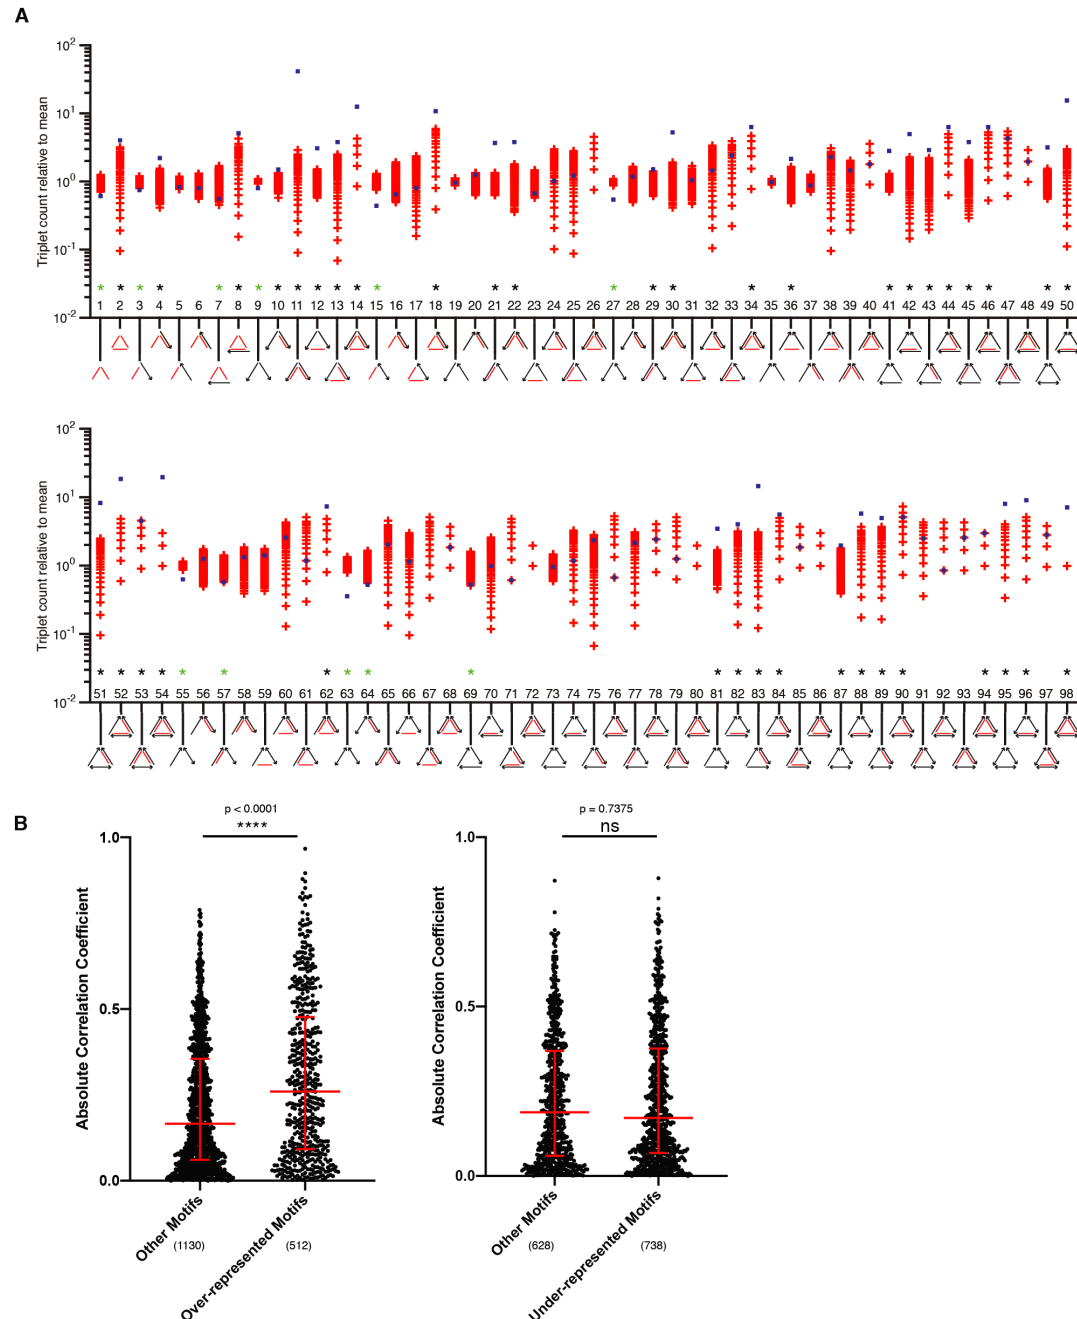 A
Triplet count relative to mean
10²
10¹
10⁰
10⁻¹
10⁻²
* * * * * * * * * * * * * * * * * * * * * * * * * * * * * * *
1 2 3 4 5 6 7 8 9 10 11 12 13 14 15 16 17 18 19 20 21 22 23 24 25 26 27 28 29 30 31 32 33 34 35 36 37 38 39 40 41 42 43 44 45 46 47 48 49 50
Triplet count relative to mean
10²
10¹
10⁰
10⁻¹
10⁻²
* * * * * * * * * * * * * * * * * * * * *
51 52 53 54 55 56 57 58 59 60 61 62 63 64 65 66 67 68 69 70 71 72 73 74 75 76 77 78 79 80 81 82 83 84 85 86 87 88 89 90 91 92 93 94 95 96 97 98
B
p < 0.0001
****
Absolute Correlation Coefficient
1.0
0.5
0.0
Other Motifs
(1130)
Over-represented Motifs
(512)
p = 0.7375
ns
Absolute Correlation Coefficient
1.0
0.5
0.0
Other Motifs
(628)
Under-represented Motifs
(738)